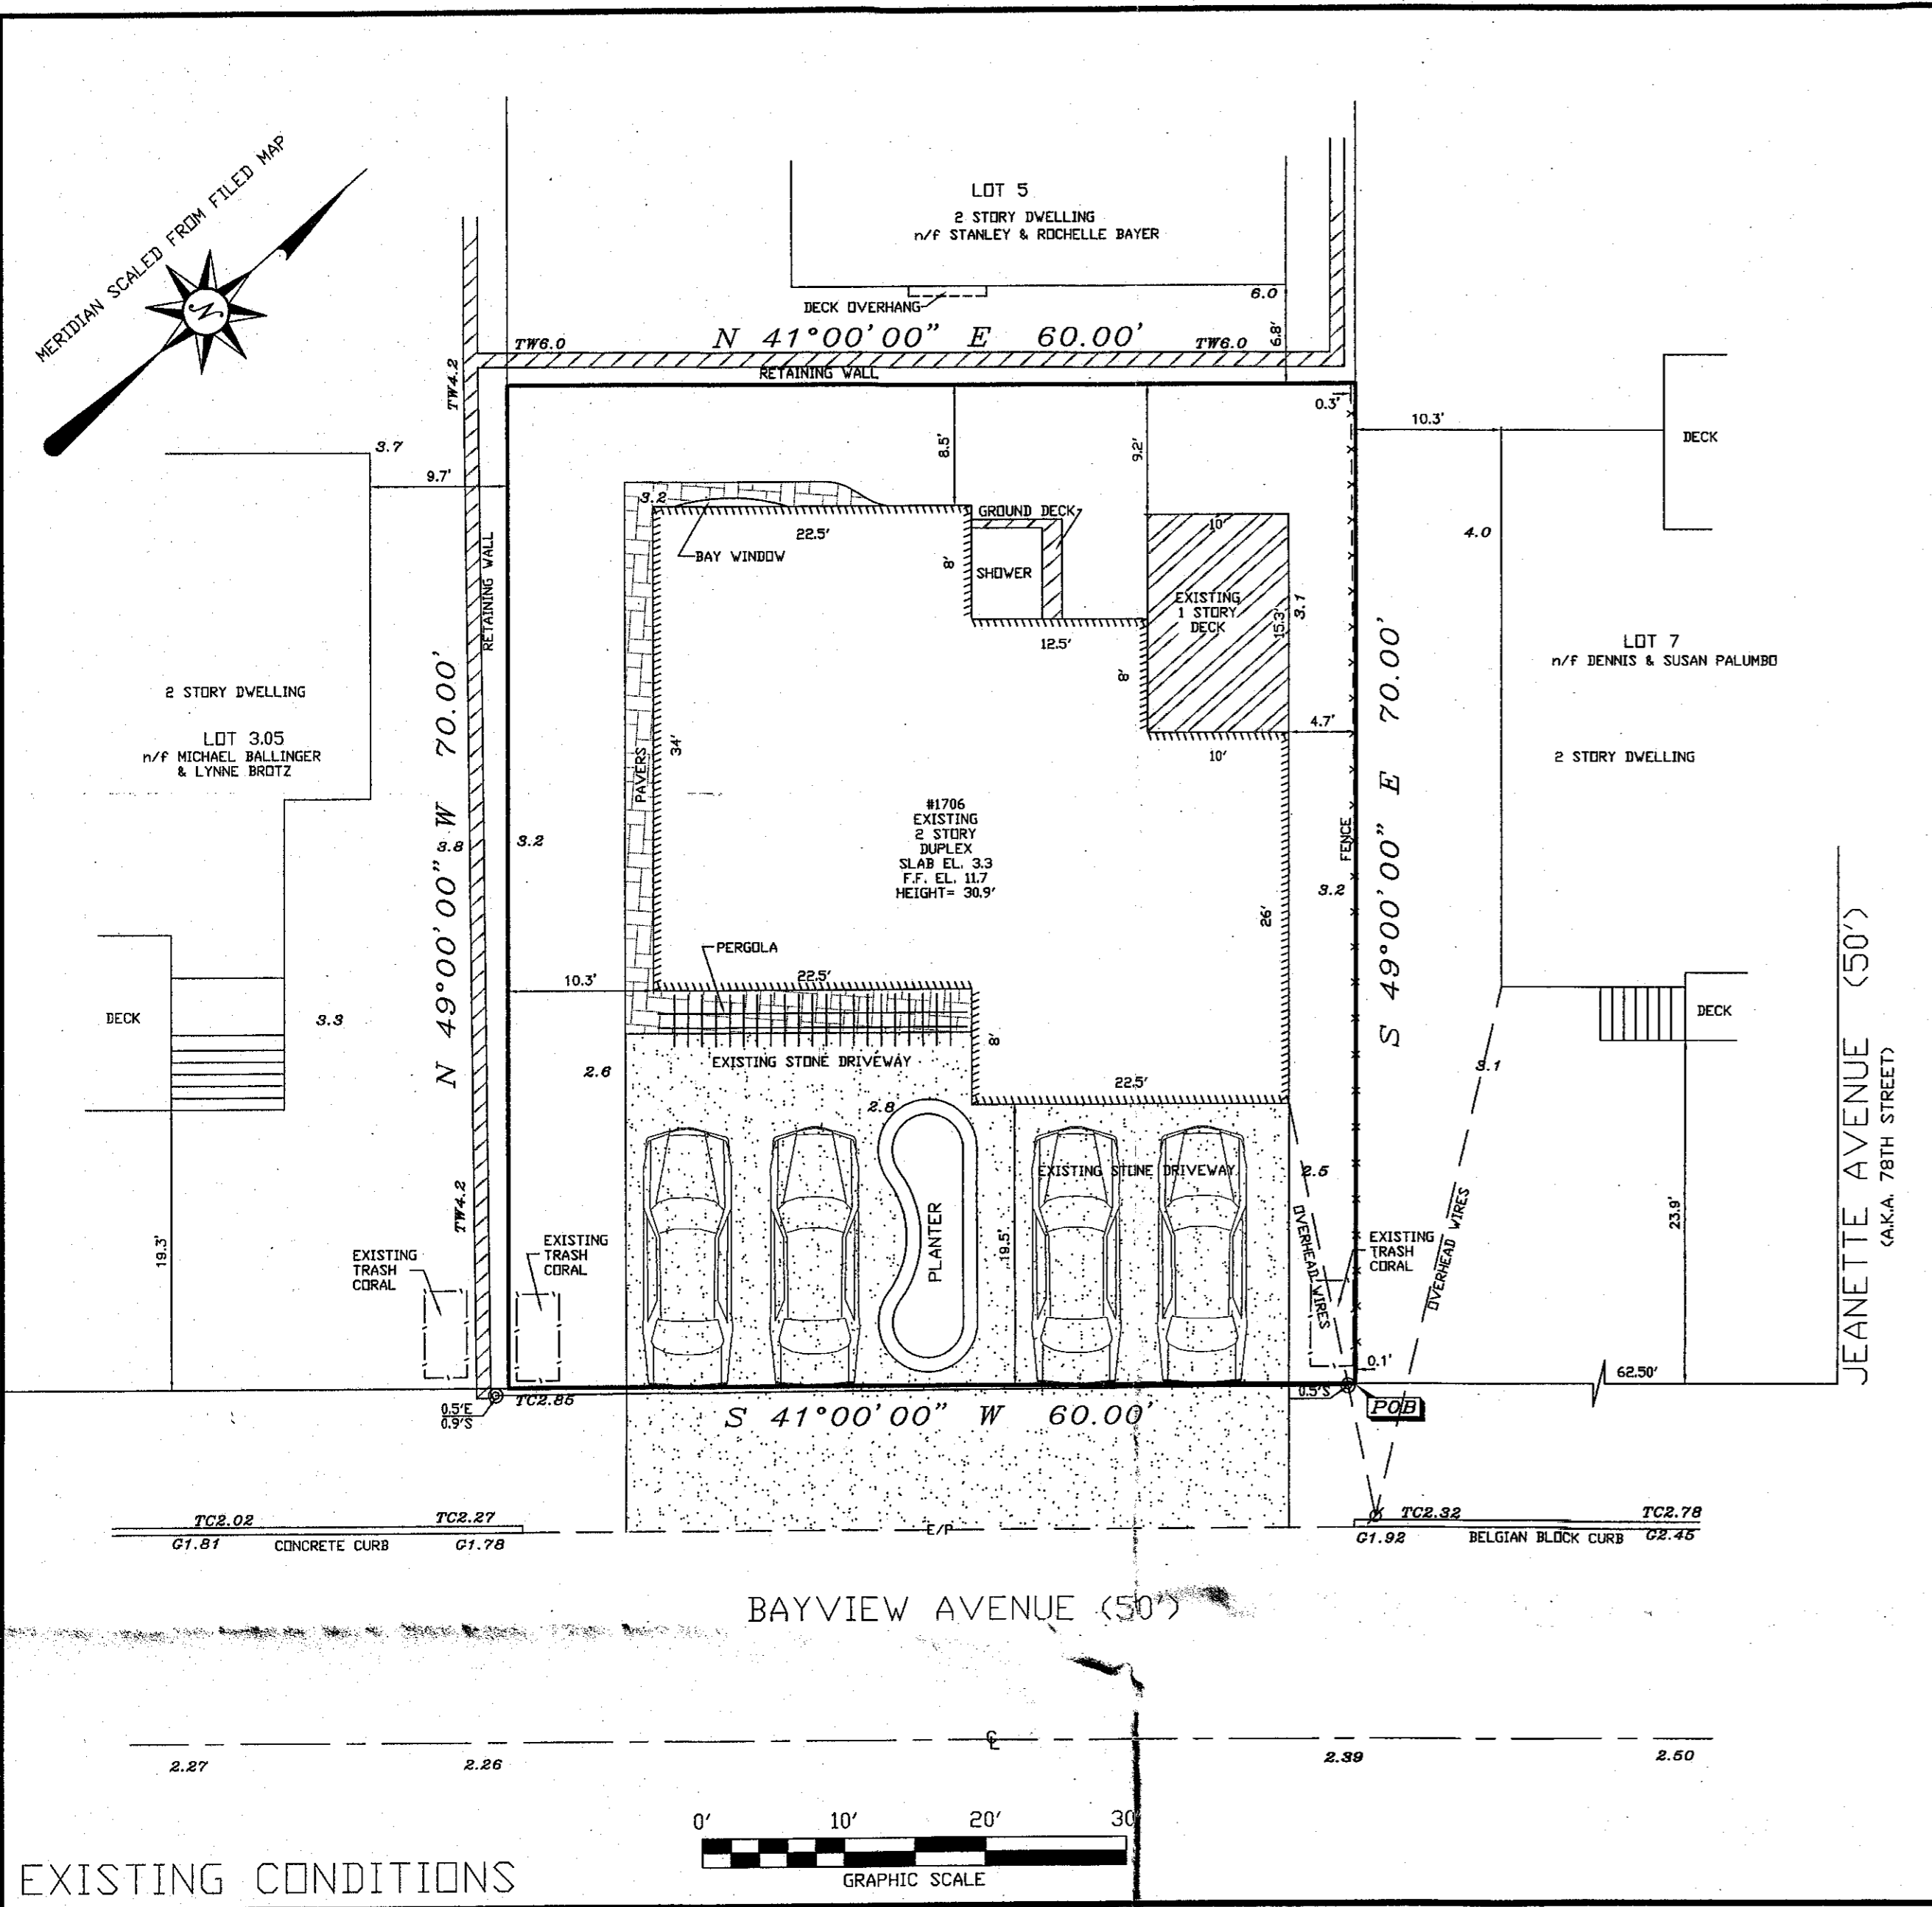 MERIDIAN SCALED FROM FILED MAP
N
LOT 5
2 STORY DWELLING
n/f STANLEY & ROCHELLE BAYER
DECK OVERHANG
6.0
6.8'
TW6.0
N 41°00'00" E 60.00'
TW6.0
RETAINING WALL
TW4.2
0.3'
10.3'
DECK
3.7
9.7'
8.5'
9.2'
3.2
22.5'
BAY WINDOW
GROUND DECK
SHOWER
8'
12.5'
8'
10'
EXISTING
1 STORY
DECK
15.3'
3.1
4.7'
10'
4.0
RETAINING WALL
2 STORY DWELLING
LOT 3.05
n/f MICHAEL BALLINGER
& LYNNE BROTZ
N 49°00'00" W 70.00'
3.8
3.2
PAVERS
34'
#1706
EXISTING
2 STORY
DUPLEX
SLAB EL. 3.3
F.F. EL. 11.7
HEIGHT= 30.9'
FENCE
3.2
26'
S 49°00'00" E 70.00'
LOT 7
n/f DENNIS & SUSAN PALUMBO
2 STORY DWELLING
PERGOLA
22.5'
10.3'
DECK
3.3
2.6
EXISTING STONE DRIVEWAY
8'
22.5'
2.8
DECK
3.1
JEANETTE AVENUE (50')
(A.K.A. 78TH STREET)
EXISTING STONE DRIVEWAY
2.5
PLANTER
19.5'
OVERHEAD WIRES
OVERHEAD WIRES
23.9'
TW4.2
19.3'
EXISTING
TRASH
CORAL
EXISTING
TRASH
CORAL
EXISTING
TRASH
CORAL
0.1'
62.50'
0.5'E
0.9'S
TC2.85
S 41°00'00" W 60.00'
0.5'S
POB
TC2.02
TC2.27
G1.81
CONCRETE CURB
G1.78
E/P
TC2.32
TC2.78
G1.92
BELGIAN BLOCK CURB
G2.45
BAYVIEW AVENUE (50')
CL
2.27
2.26
2.39
2.50
0'
10'
20'
30
GRAPHIC SCALE
EXISTING CONDITIONS